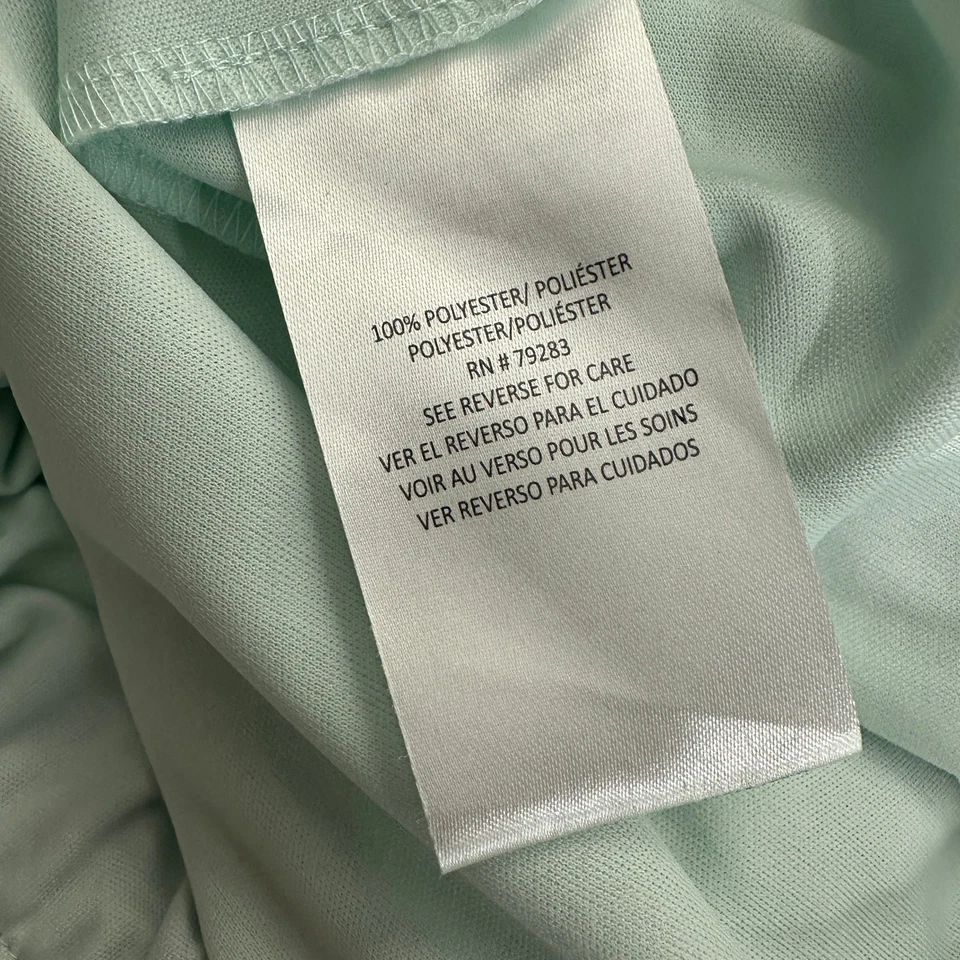 100% POLYESTER/ POLIÉSTER
POLYESTER/POLIÉSTER
RN # 79283
SEE REVERSE FOR CARE
VER EL REVERSO PARA EL CUIDADO
VOIR AU VERSO POUR LES SOINS
VER REVERSO PARA CUIDADOS